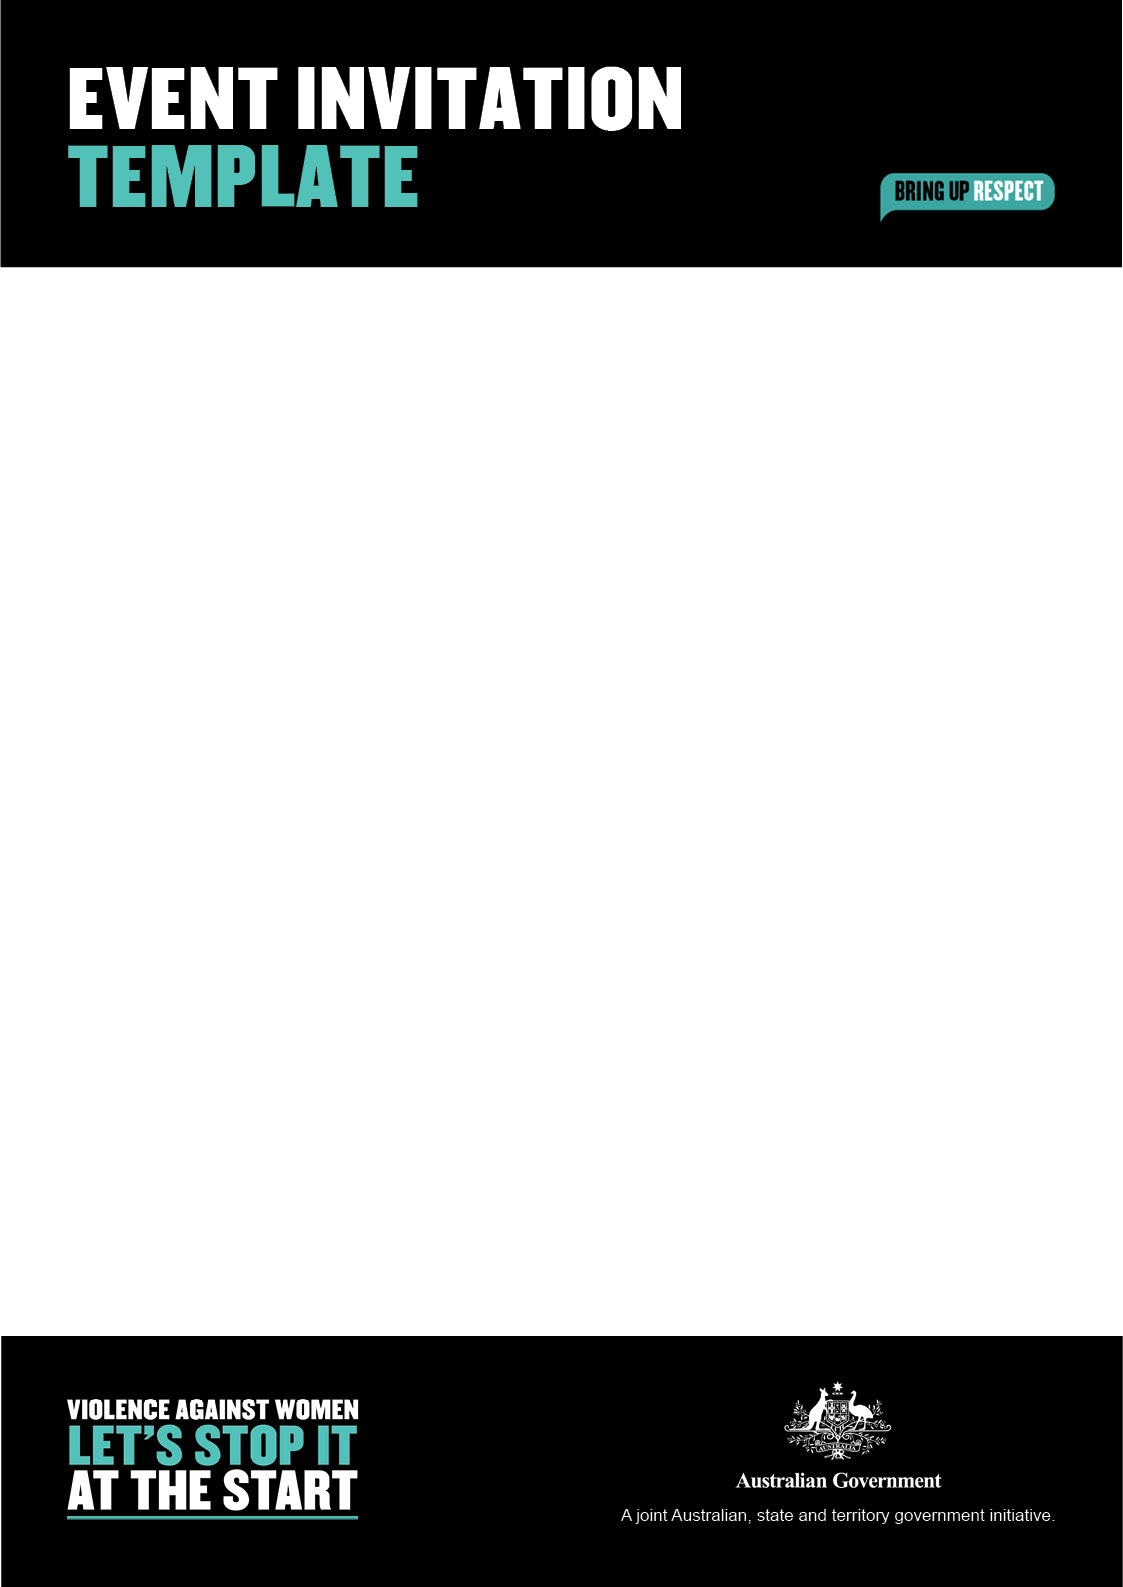 EVENT INVITATION
TEMPLATE
BRING UP RESPECT
VIOLENCE AGAINST WOMEN
LET'S STOP IT
AT THE START
AUSTRALIA
Australian Government
A joint Australian, state and territory government initiative.